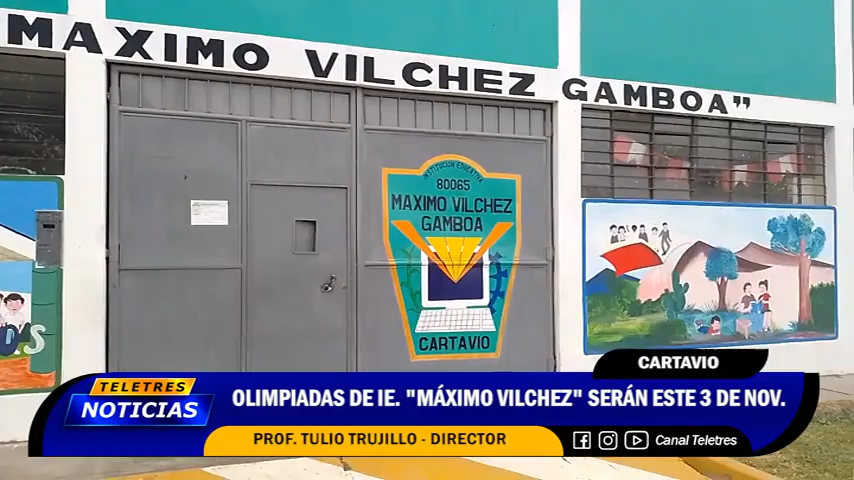 MAXIMO VILCHEZ GAMBOA”
INSTITUCION EDUCATIVA
80065
MAXIMO VILCHEZ
GAMBOA
CARTAVIO
OS
CARTAVIO
TELETRES
NOTICIAS
OLIMPIADAS DE IE. "MÁXIMO VILCHEZ" SERÁN ESTE 3 DE NOV.
PROF. TULIO TRUJILLO - DIRECTOR
Canal Teletres